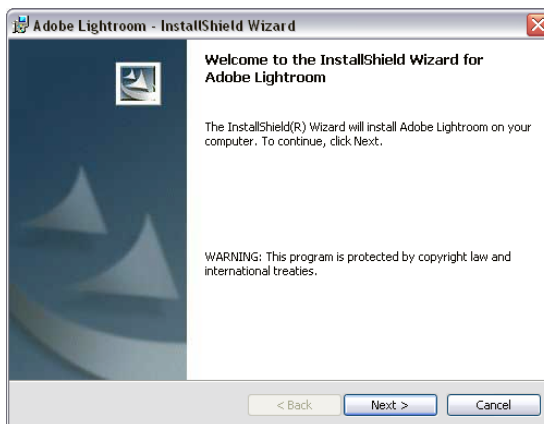 Adobe Lightroom - InstallShield Wizard
Welcome to the InstallShield Wizard for
Adobe Lightroom
The InstallShield(R) Wizard will install Adobe Lightroom on your
computer. To continue, click Next.
WARNING: This program is protected by copyright law and
international treaties.
< Back
Next >
Cancel